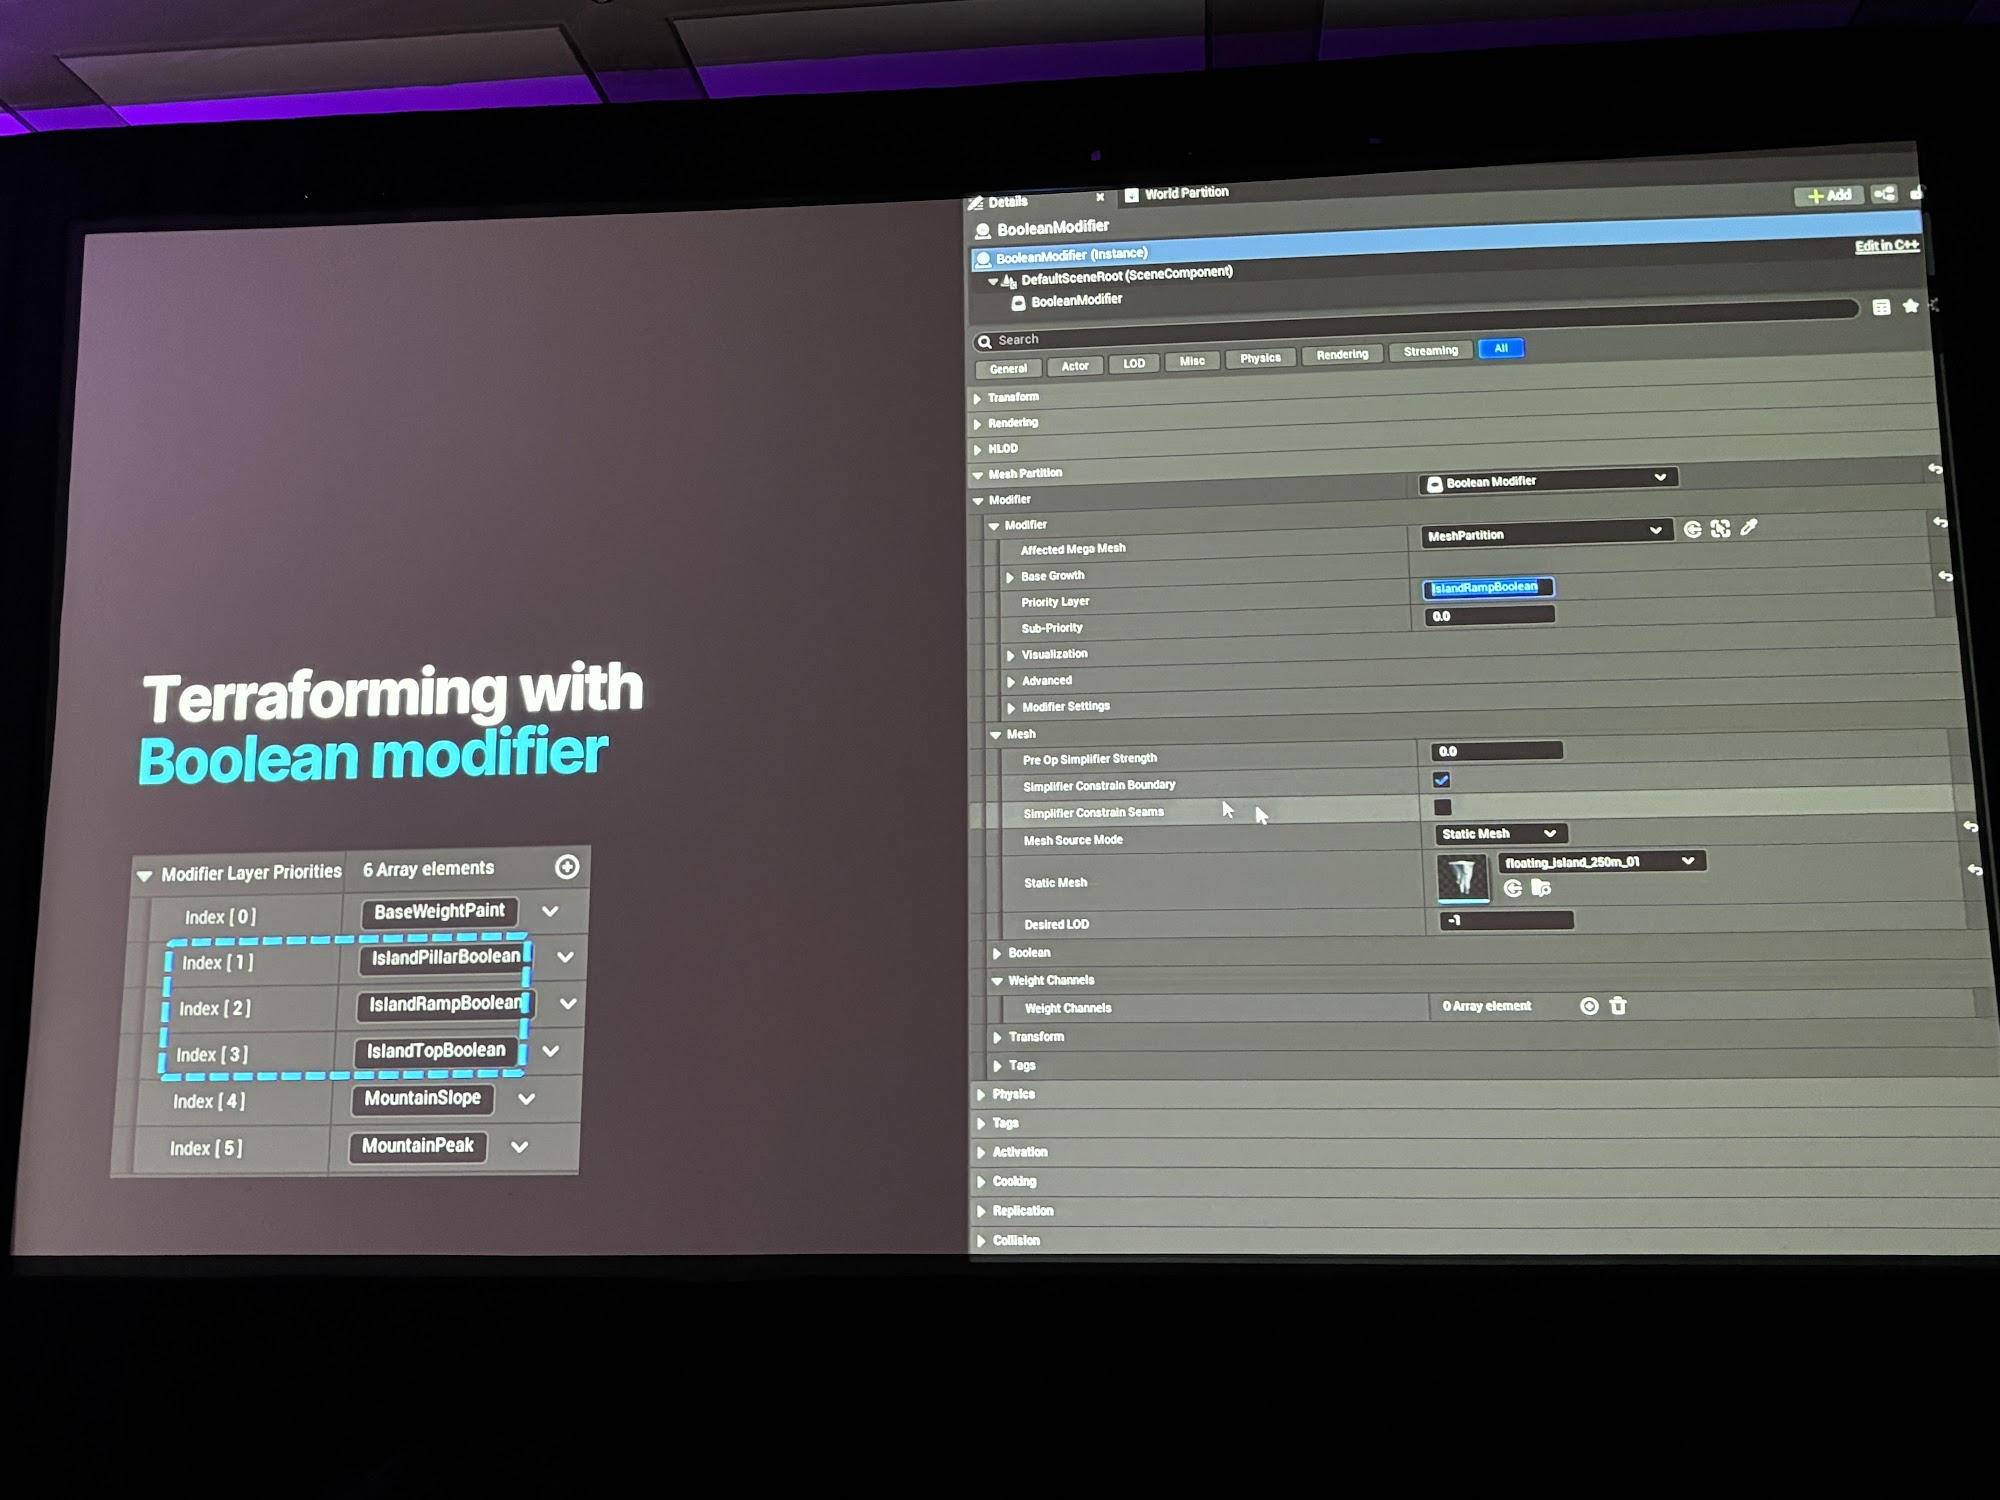 Terraforming with
Boolean modifier
Modifier Layer Priorities 6 Array elements
Index [ 0 ] BaseWeightPaint
Index [ 1 ] IslandPillarBoolean
Index [ 2 ] IslandRampBoolean
Index [ 3 ] IslandTopBoolean
Index [ 4 ] MountainSlope
Index [ 5 ] MountainPeak
Details World Partition
BooleanModifier + Add
BooleanModifier (Instance)
DefaultSceneRoot (SceneComponent) Edit in C++
BooleanModifier
Search
General Actor LOD Misc Physics Rendering Streaming All
Transform
Rendering
HLOD
Mesh Partition
Modifier Boolean Modifier
Modifier
Affected Mega Mesh MeshPartition
Base Growth
Priority Layer IslandRampBoolean
Sub-Priority 0.0
Visualization
Advanced
Modifier Settings
Mesh
Pre Op Simplifier Strength 0.0
Simplifier Constrain Boundary
Simplifier Constrain Seams
Mesh Source Mode Static Mesh
Static Mesh floating_island_250m_01
Desired LOD -1
Boolean
Weight Channels
Weight Channels 0 Array element
Transform
Tags
Physics
Tags
Activation
Cooking
Replication
Collision